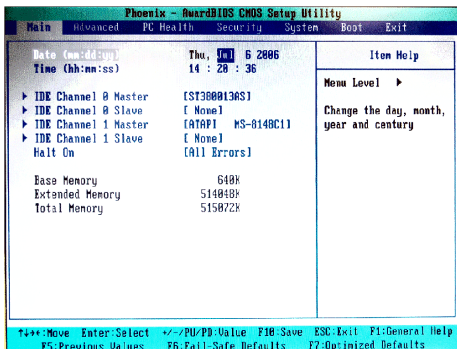 Phoenix - AwardBIOS CMOS Setup Utility
Main Advanced PC Health Security System Boot Exit
Date (mm:dd:yy) Thu, Jul 6 2006
Time (hh:mm:ss) 14 : 20 : 36
IDE Channel 0 Master [ST380013AS]
IDE Channel 0 Slave [ None]
IDE Channel 1 Master [ATAPI MS-8148C1]
IDE Channel 1 Slave [ None]
Halt On [All Errors]
Base Memory 640K
Extended Memory 514048K
Total Memory 515072K
Item Help
Menu Level ▶
Change the day, month,
year and century
↑↓→←:Move Enter:Select +/-/PU/PD:Value F10:Save ESC:Exit F1:General Help
F5:Previous Values F6:Fail-Safe Defaults F7:Optimized Defaults